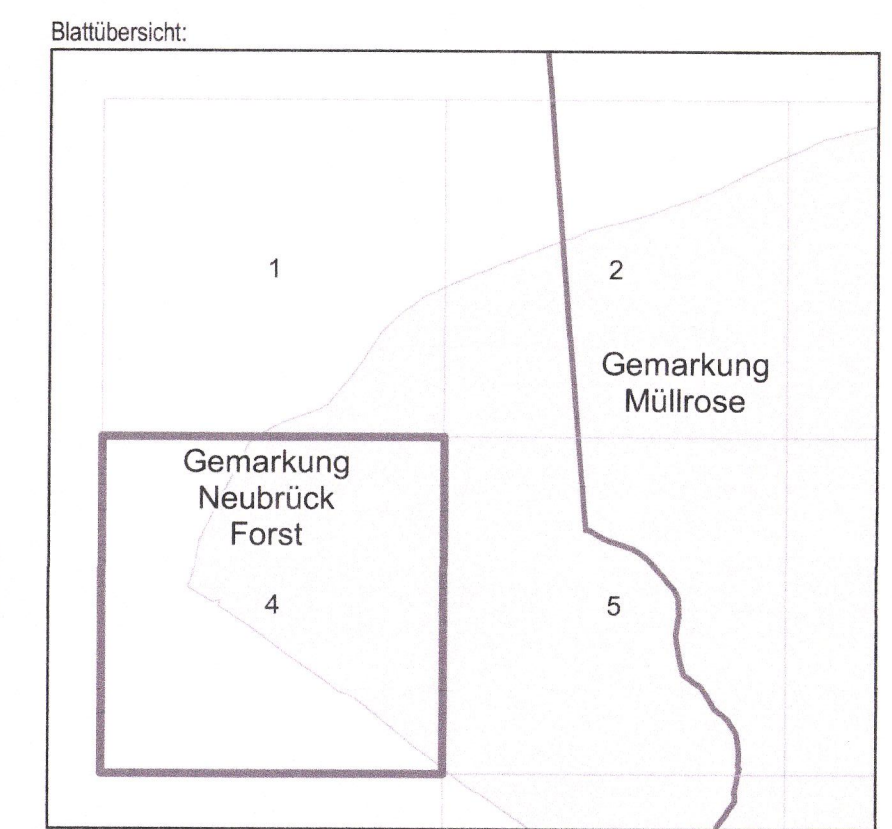 Blattübersicht:
1
2
Gemarkung
Müllrose
Gemarkung
Neubrück
Forst
4
5